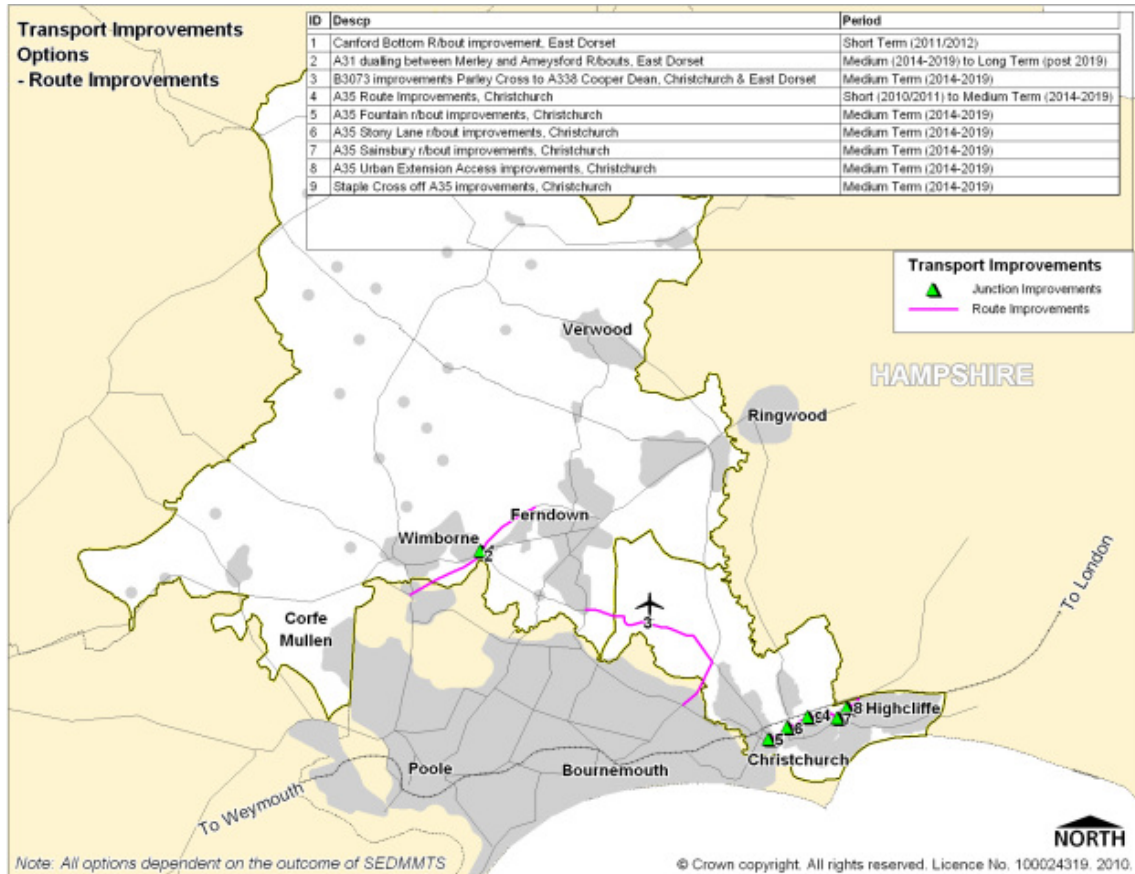 Transport Improvements
Options
- Route Improvements
ID Descp Period
1 Canford Bottom R/bout improvement, East Dorset Short Term (2011/2012)
2 A31 dualling between Merley and Ameysford R/bouts, East Dorset Medium (2014-2019) to Long Term (post 2019)
3 B3073 improvements Parley Cross to A338 Cooper Dean, Christchurch & East Dorset Medium Term (2014-2019)
4 A35 Route Improvements, Christchurch Short (2010/2011) to Medium Term (2014-2019)
5 A35 Fountain r/bout improvements, Christchurch Medium Term (2014-2019)
6 A35 Stony Lane r/bout improvements, Christchurch Medium Term (2014-2019)
7 A35 Sainsbury r/bout improvements, Christchurch Medium Term (2014-2019)
8 A35 Urban Extension Access improvements, Christchurch Medium Term (2014-2019)
9 Staple Cross off A35 improvements, Christchurch Medium Term (2014-2019)
Transport Improvements
Junction Improvements
Route Improvements
Verwood
HAMPSHIRE
Ringwood
Ferndown
Wimborne
2
To London
Corfe
Mullen
3
8 Highcliffe
9 4 7
6
5
Christchurch
Poole
Bournemouth
To Weymouth
NORTH
Note: All options dependent on the outcome of SEDMMTS
© Crown copyright. All rights reserved. Licence No. 100024319. 2010.